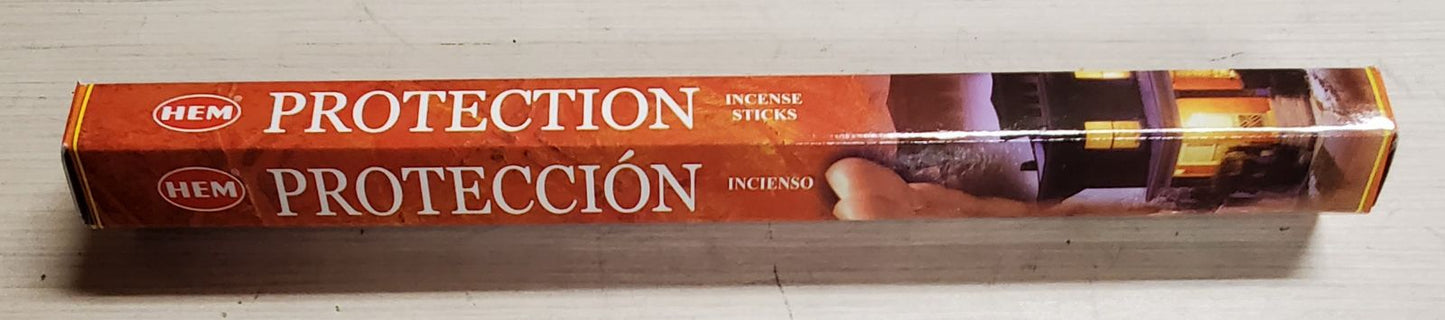 HEM PROTECTION INCENSE
STICKS
HEM PROTECCIÓN INCIENSO